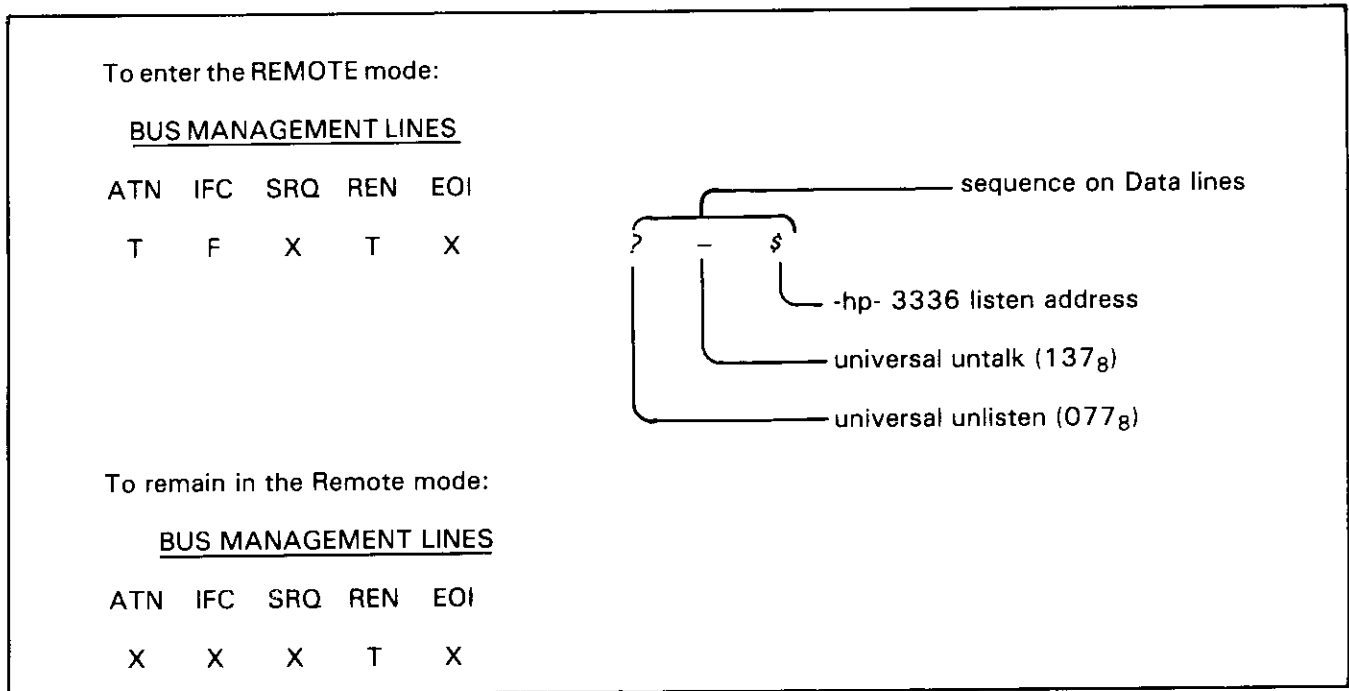 To enter the REMOTE mode:
BUS MANAGEMENT LINES
ATN IFC SRQ REN EOI
T F X T X
sequence on Data lines
? – $
-hp- 3336 listen address
universal untalk (137₈)
universal unlisten (077₈)
To remain in the Remote mode:
BUS MANAGEMENT LINES
ATN IFC SRQ REN EOI
X X X T X